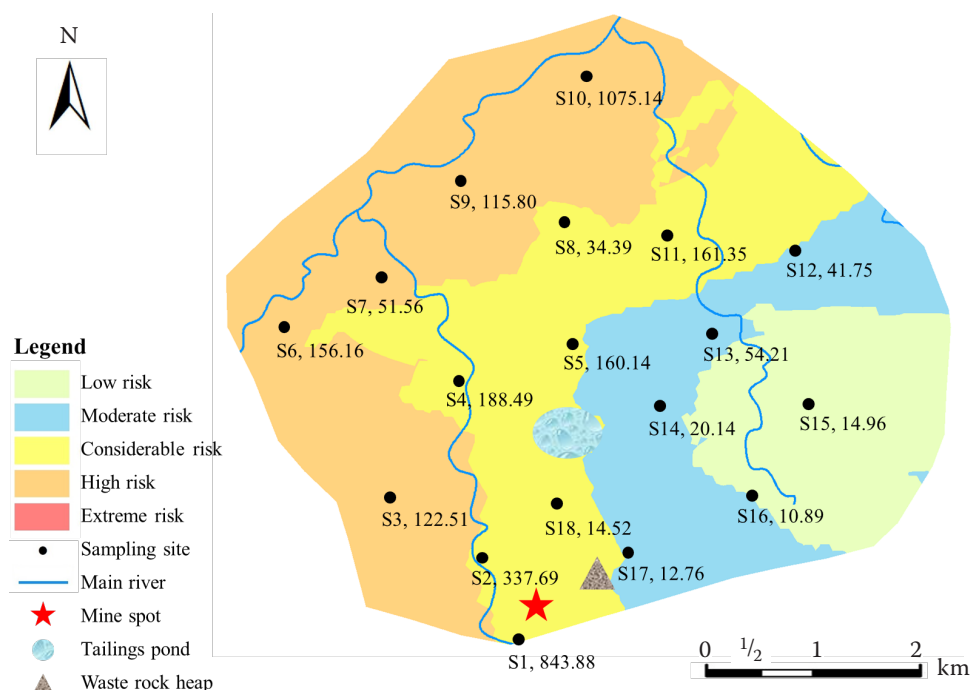 N
S10, 1075.14
S9, 115.80
S8, 34.39
S11, 161.35
S12, 41.75
S7, 51.56
S6, 156.16
S5, 160.14
S13, 54.21
S4, 188.49
S14, 20.14
S15, 14.96
S3, 122.51
S18, 14.52
S16, 10.89
S2, 337.69
S17, 12.76
S1, 843.88
Legend
Low risk
Moderate risk
Considerable risk
High risk
Extreme risk
Sampling site
Main river
Mine spot
Tailings pond
Waste rock heap
0 1/2 1 2
km